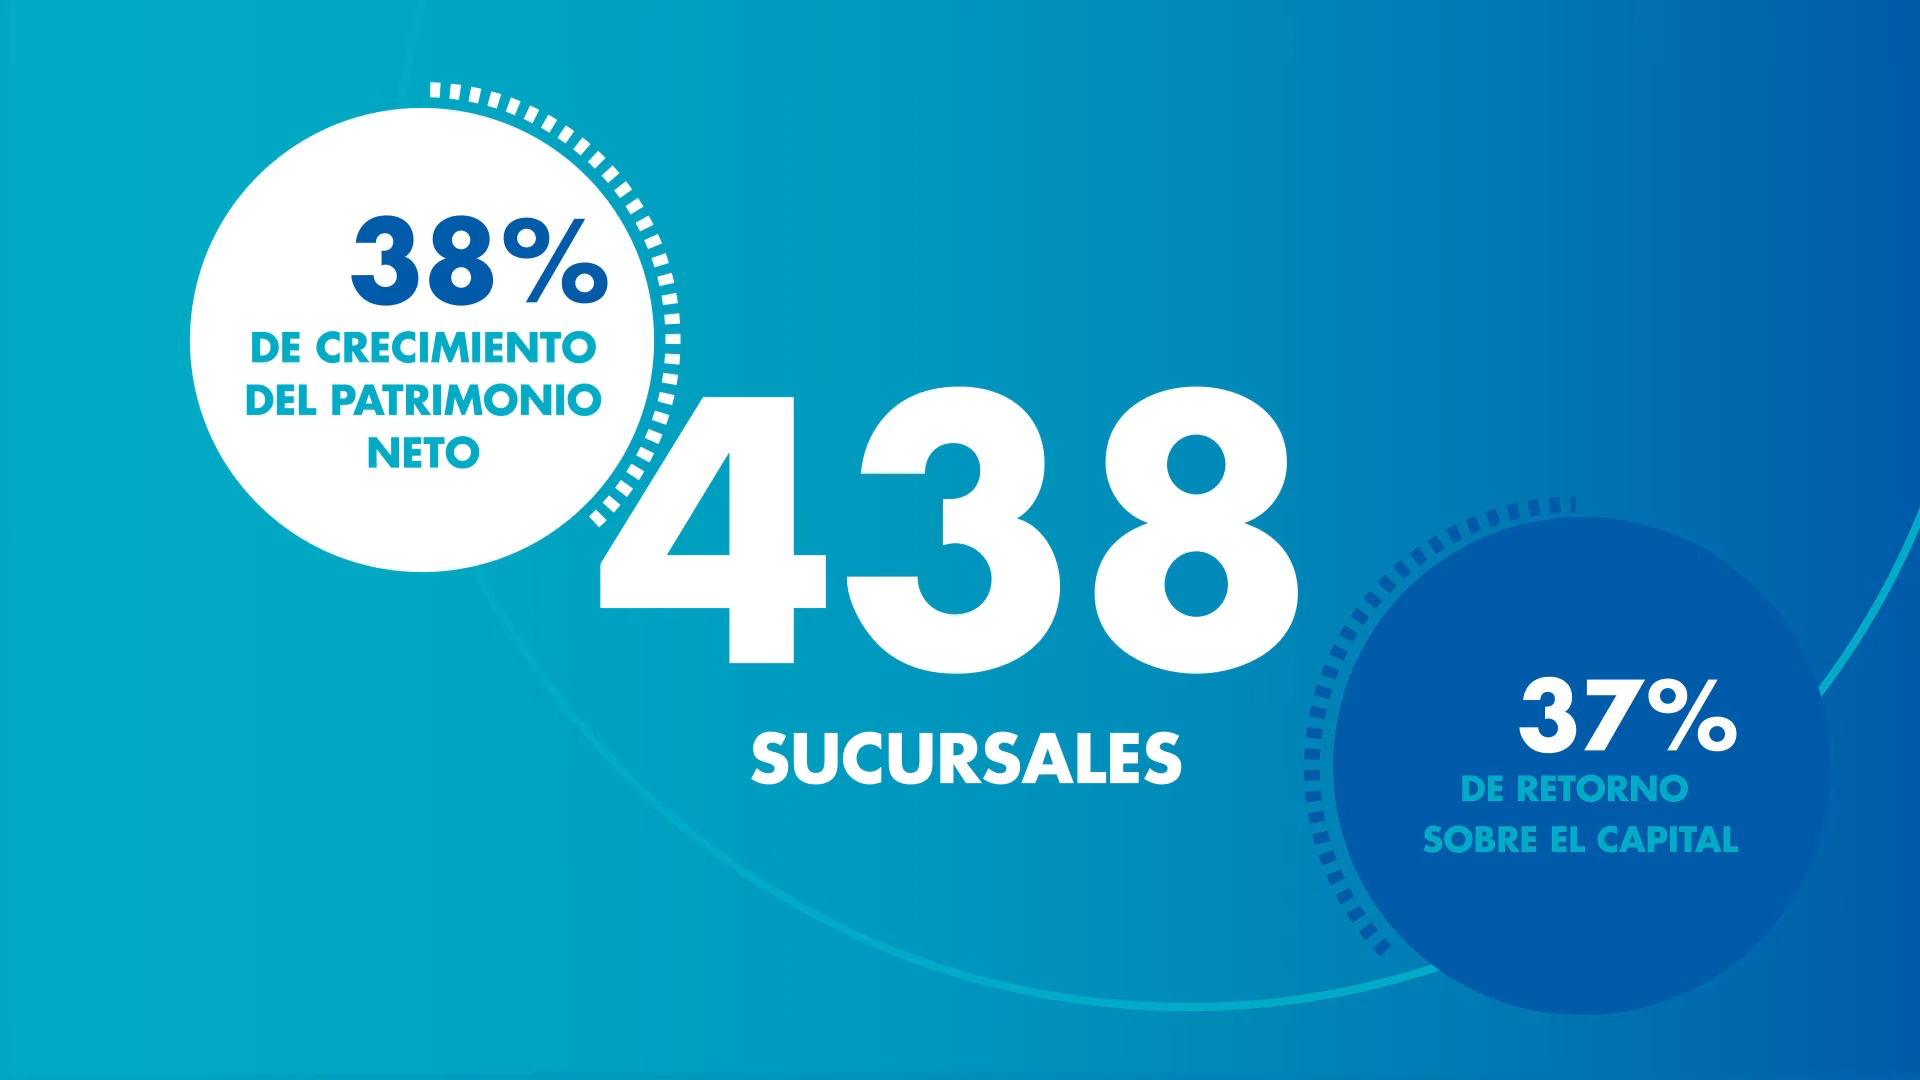 38%
DE CRECIMIENTO
DEL PATRIMONIO
NETO
438
SUCURSALES
37%
DE RETORNO
SOBRE EL CAPITAL